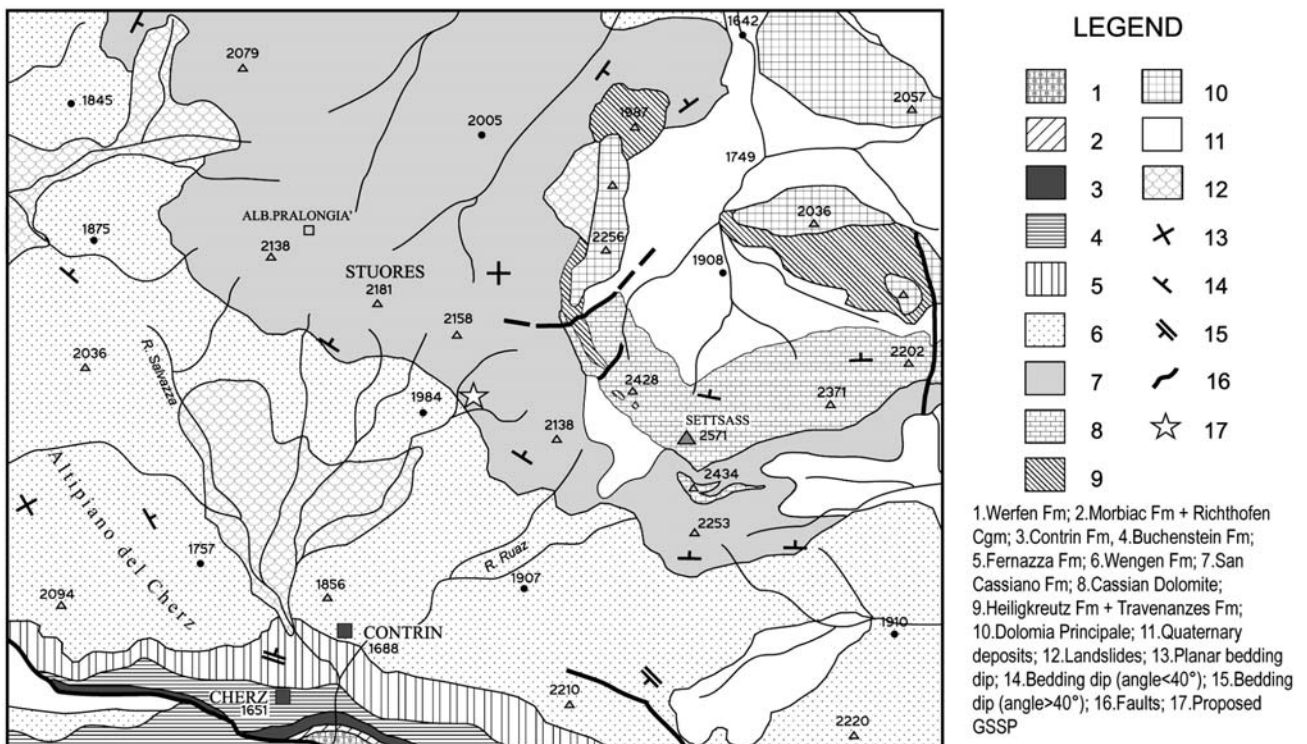 1642
2079
2057
1845
1987
2005
1749
ALB.PRALONGIA'
2036
1875
2138
2256
STUORES
1908
2181
2158
R. Salvazza
2036
2202
2428
2371
1984
SETTSASS
2571
2138
2434
Altipiano del Cherz
2253
R. Ruaz
1757
1907
1856
2094
1910
CONTRIN
1688
CHERZ
1651
2210
2220
LEGEND
1 10
2 11
3 12
4 13
5 14
6 15
7 16
8 17
9
1.Werfen Fm; 2.Morbiac Fm + Richthofen
Cgm; 3.Contrin Fm, 4.Buchenstein Fm;
5.Fernazza Fm; 6.Wengen Fm; 7.San
Cassiano Fm; 8.Cassian Dolomite;
9.Heiligkreutz Fm + Travenanzes Fm;
10.Dolomia Principale; 11.Quaternary
deposits; 12.Landslides; 13.Planar bedding
dip; 14.Bedding dip (angle<40°); 15.Bedding
dip (angle>40°); 16.Faults; 17.Proposed
GSSP